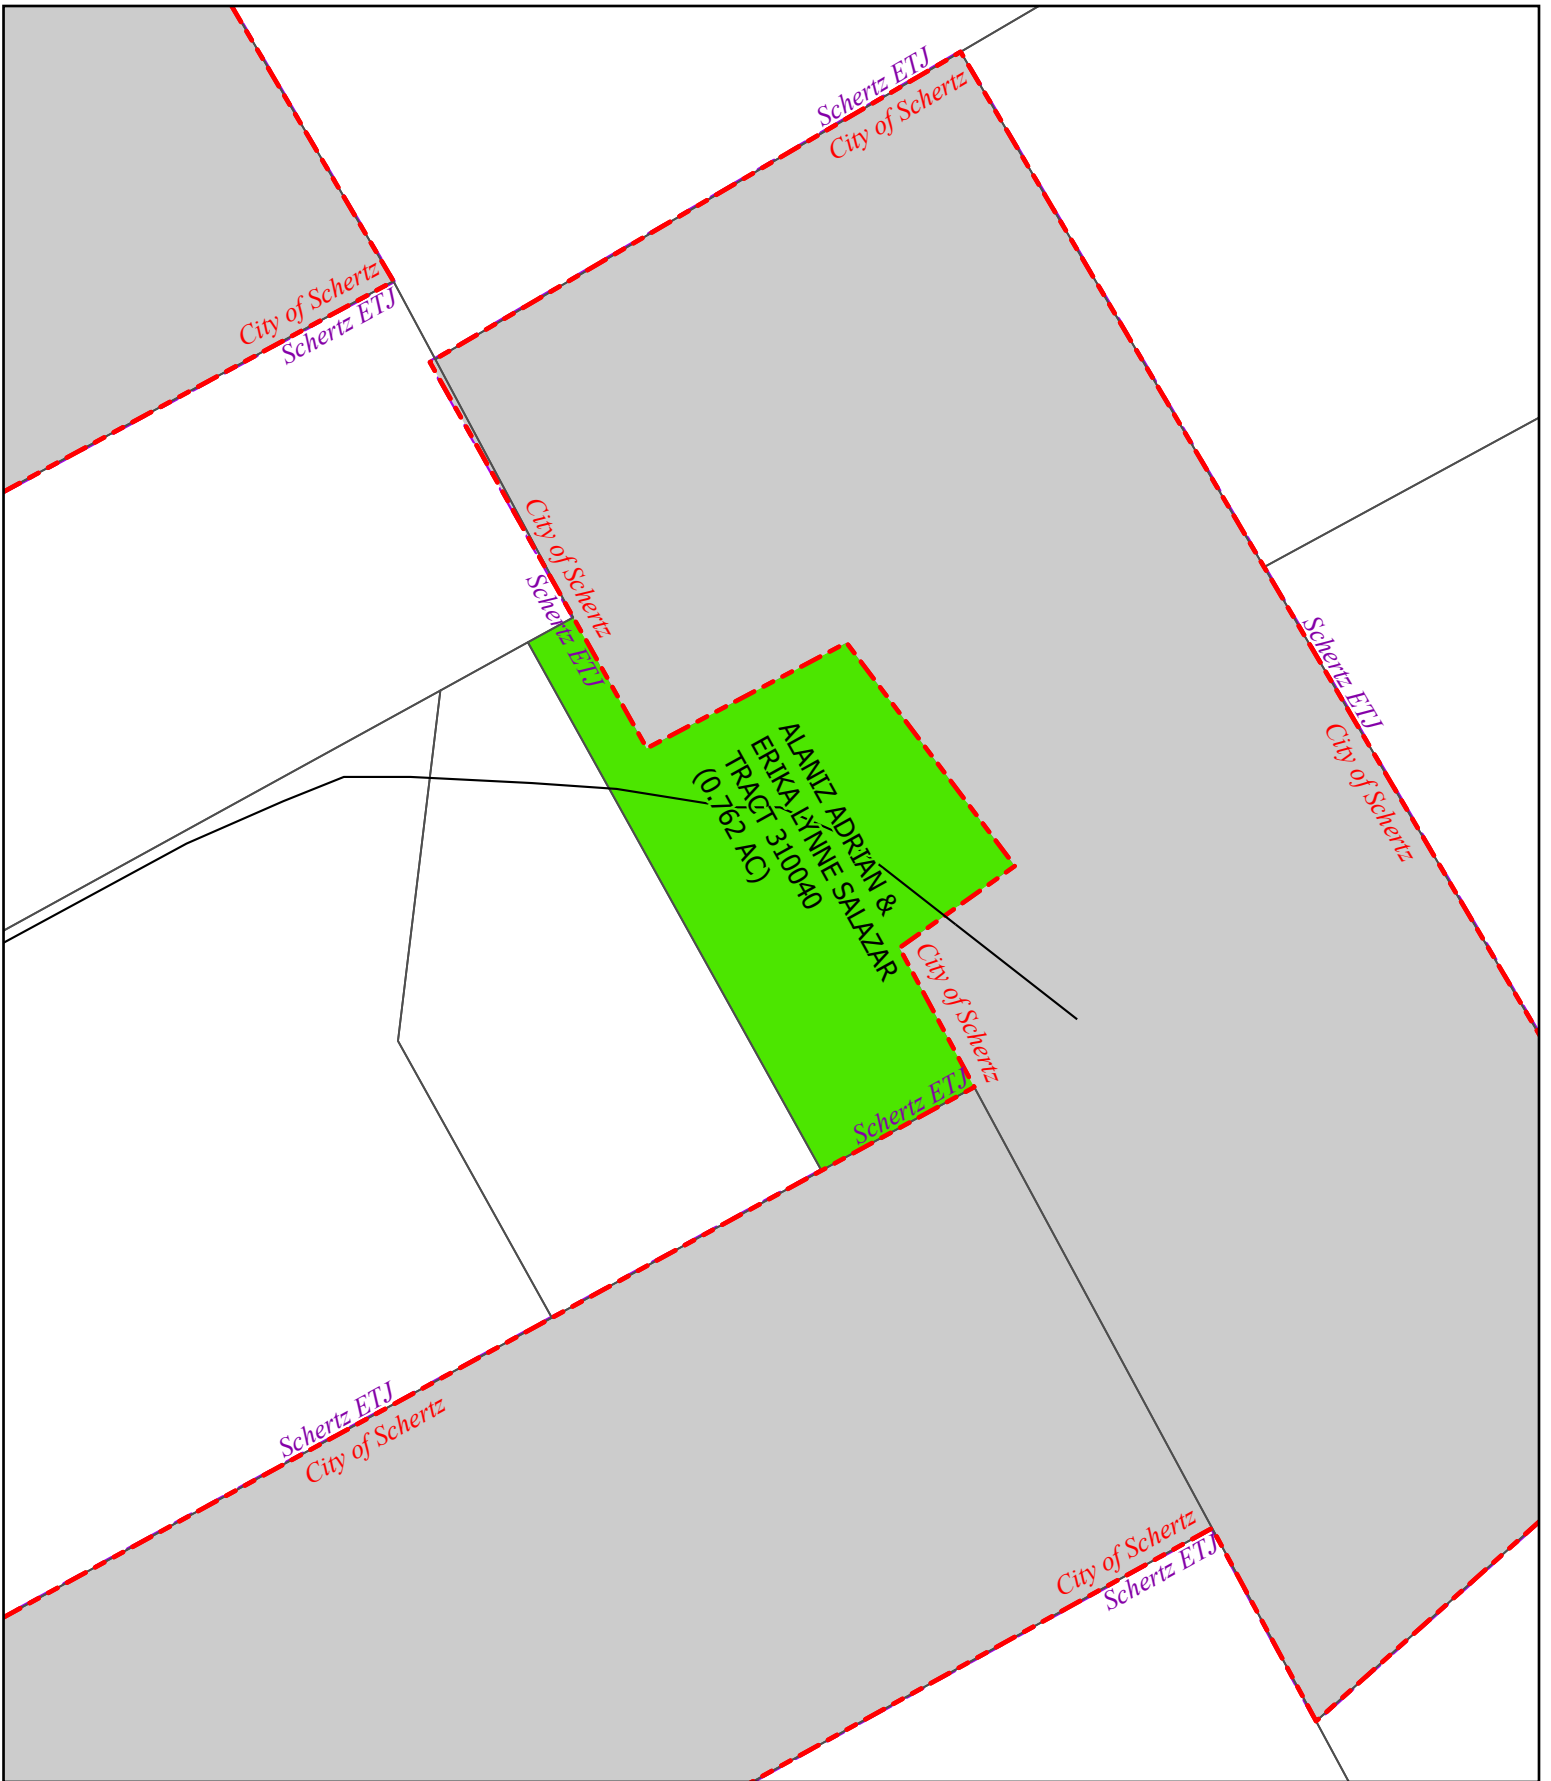 Schertz ETJ
City of Schertz
City of Schertz
Schertz ETJ
City of Schertz
Schertz ETJ
Schertz ETJ
City of Schertz
ALANIZ ADRIAN &
ERIKA LYNNE SALAZAR
TRACT 310040
(0.762 AC)
City of Schertz
Schertz ETJ
Schertz ETJ
City of Schertz
City of Schertz
Schertz ETJ